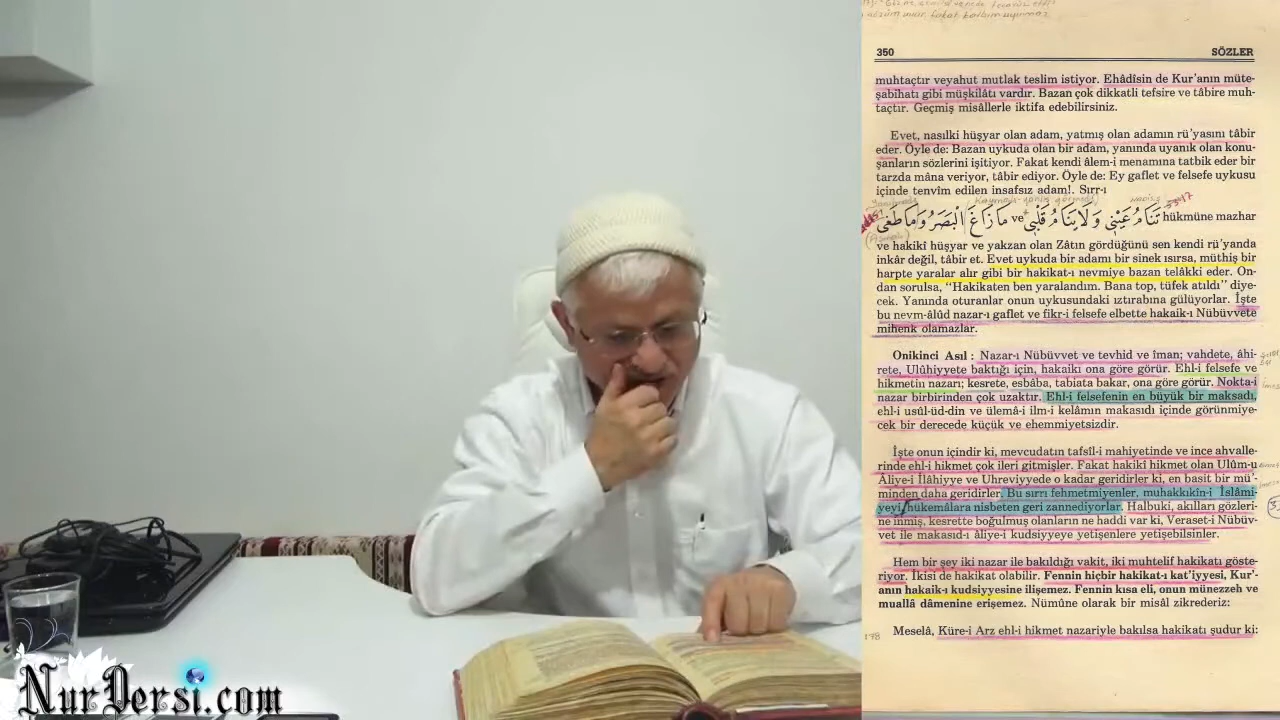 350 SÖZLER
muhtaçtır veyahut mutlak teslim istiyor. Ehâdîsin de Kur'anın müte-
şabihatı gibi müşkilâtı vardır. Bazan çok dikkatli tefsire ve tâbire muh-
taçtır. Geçmiş misâllerle iktifa edebilirsiniz.
Evet, nasılki hüşyar olan adam, yatmış olan adamın rü'yasını tâbir
eder. Öyle de: Bazan uykuda olan bir adam, yanında uyanık olan konu-
şanların sözlerini işitiyor. Fakat kendi âlem-i menamına tatbik eder bir
tarzda mâna veriyor, tâbir ediyor. Öyle de: Ey gaflet ve felsefe uykusu
içinde tenvîm edilen insafsız adam!. Sırr-ı
مَا زَاغَ الْبَصَرُ وَمَا طَغٰى ve تَنَامُ عَيْنِى وَلَا يَنَامُ قَلْبِى hükmüne mazhar
ve hakikî hüşyar ve yakzan olan Zâtın gördüğünü sen kendi rü'yanda
inkâr değil, tâbir et. Evet uykuda bir adamı bir sinek ısırsa, müthiş bir
harpte yaralar alır gibi bir hakikat-ı nevmiye bazan telâkki eder. On-
dan sorulsa, "Hakikaten ben yaralandım. Bana top, tüfek atıldı" diye-
cek. Yanında oturanlar onun uykusundaki ıztırabına gülüyorlar. İşte
bu nevm-âlûd nazar-ı gaflet ve fikr-i felsefe elbette hakaik-ı Nübüvvete
mihenk olamazlar.
Onikinci Asıl : Nazar-ı Nübüvvet ve tevhid ve îman; vahdete, âhi-
rete, Ulûhiyyete baktığı için, hakaikı ona göre görür. Ehl-i felsefe ve
hikmetin nazarı; kesrete, esbâba, tabiata bakar, ona göre görür. Nokta-i
nazar birbirinden çok uzaktır. Ehl-i felsefenin en büyük bir maksadı,
ehl-i usûl-üd-din ve ülemâ-i ilm-i kelâmın makasıdı içinde görünmiye-
cek bir derecede küçük ve ehemmiyetsizdir.
İşte onun içindir ki, mevcudatın tafsîl-i mahiyetinde ve ince ahvalle-
rinde ehl-i hikmet çok ileri gitmişler. Fakat hakikî hikmet olan Ulûm-u
Âliye-i İlâhiyye ve Uhreviyyede o kadar geridirler ki, en basit bir mü'-
minden daha geridirler. Bu sırrı fehmetmiyenler, muhakkıkîn-i İslâmi-
yeyi, hükemâlara nisbeten geri zannediyorlar. Halbuki, akılları gözleri-
ne inmiş, kesrette boğulmuş olanların ne haddi var ki, Veraset-i Nübüv-
vet ile makasıd-ı âliye-i kudsiyyeye yetişenlere yetişebilsinler.
Hem bir şey iki nazar ile bakıldığı vakit, iki muhtelif hakikatı göste-
riyor. İkisi de hakikat olabilir. Fennin hiçbir hakikat-ı kat'iyyesi, Kur'-
anın hakaik-ı kudsiyyesine ilişemez. Fennin kısa eli, onun münezzeh ve
muallâ dâmenine erişemez. Nümûne olarak bir misâl zikrederiz:
Meselâ, Küre-i Arz ehl-i hikmet nazariyle bakılsa hakikatı şudur ki:
NurDersi.com